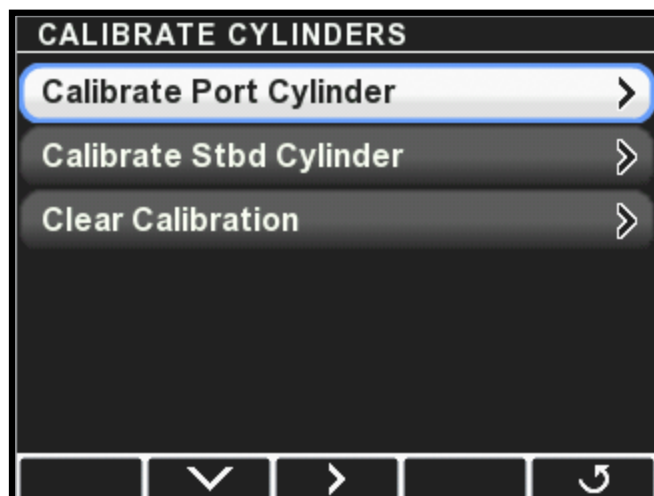 CALIBRATE CYLINDERS
Calibrate Port Cylinder
Calibrate Stbd Cylinder
Clear Calibration